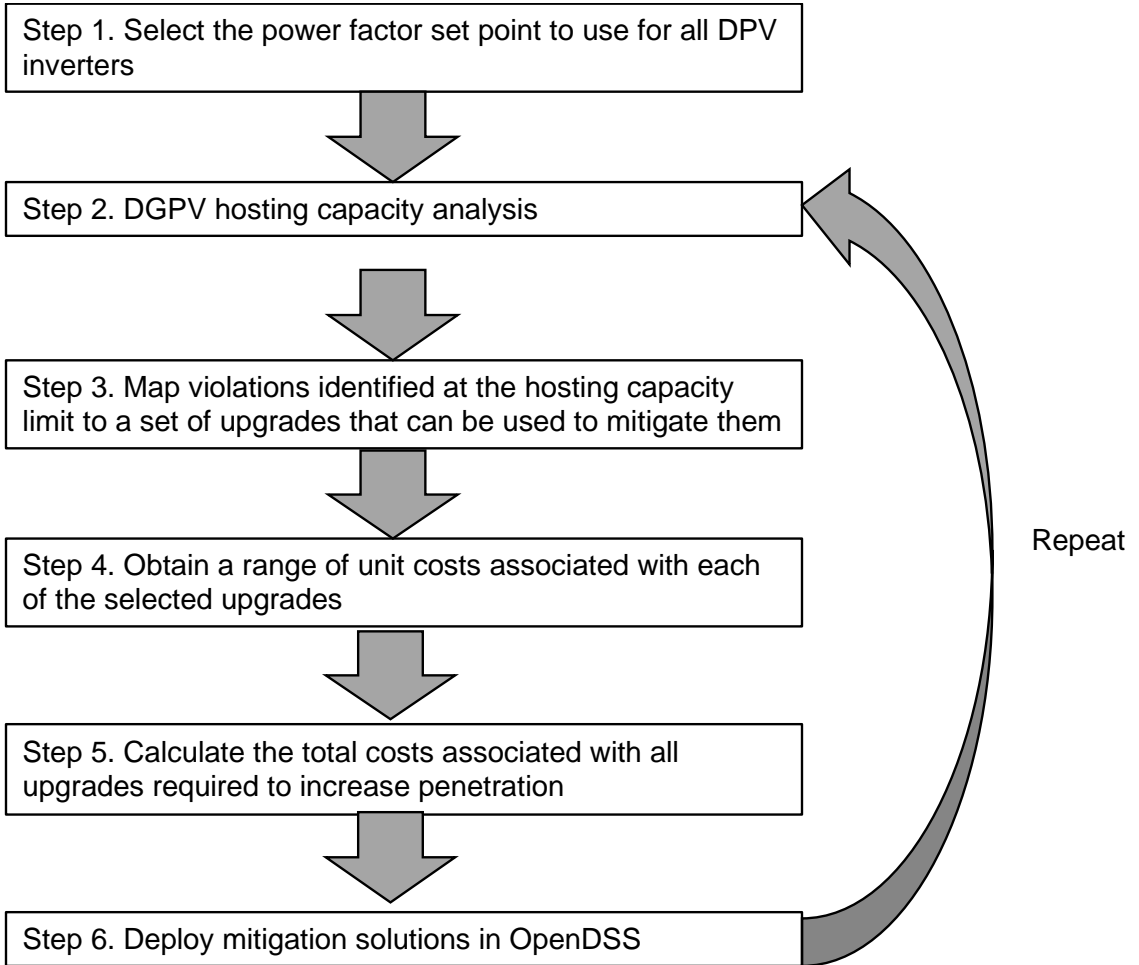 Step 1. Select the power factor set point to use for all DPV
inverters
Step 2. DGPV hosting capacity analysis
Step 3. Map violations identified at the hosting capacity
limit to a set of upgrades that can be used to mitigate them
Step 4. Obtain a range of unit costs associated with each
of the selected upgrades
Repeat
Step 5. Calculate the total costs associated with all
upgrades required to increase penetration
Step 6. Deploy mitigation solutions in OpenDSS